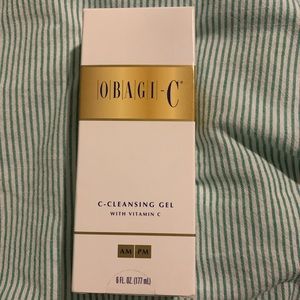 OBAGI-C®
C-CLEANSING GEL
WITH VITAMIN C
AM PM
6 FL. OZ. (177 mL)